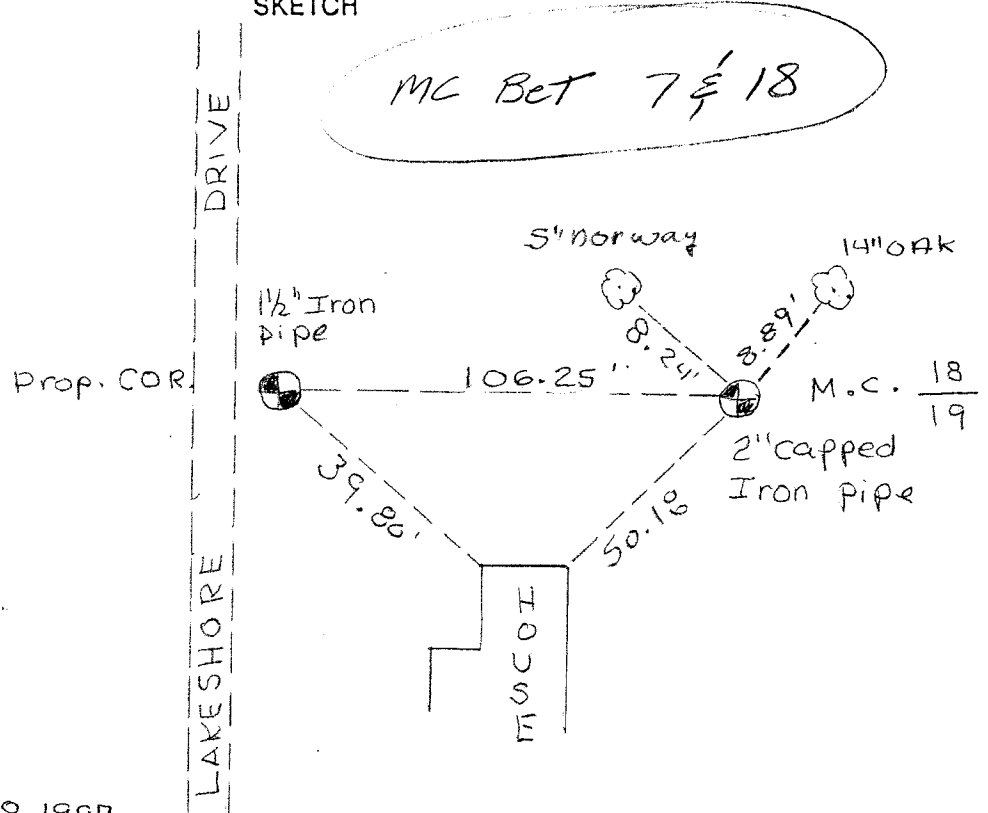 SKETCH
MC Bet 7 & 18
LAKESHORE DRIVE
5" norway
14" OAK
1½" Iron
pipe
8.24'
8.89'
Prop. COR.
106.25'
M.C. 18
19
2" capped
Iron pipe
39.80'
50.18
HOUSE